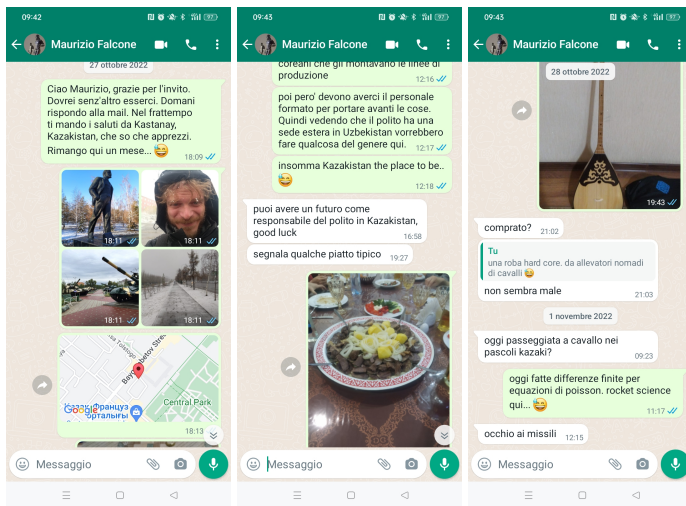 09:42
97
Maurizio Falcone
27 ottobre 2022
Ciao Maurizio, grazie per l'invito.
Dovrei senz'altro esserci. Domani
rispondo alla mail. Nel frattempo
ti mando i saluti da Kastanay,
Kazakistan, che so che apprezzi.
Rimango qui un mese...
18:09
18:11
18:11
18:11
18:11
Central Park
Казак-Француз
орталығы
Google
18:13
Messaggio
09:43
97
Maurizio Falcone
coreani che gli montavano le linee di
produzione
12:16
poi pero' devono averci il personale
formato per portare avanti le cose.
Quindi vedendo che il polito ha una
sede estera in Uzbekistan vorrebbero
fare qualcosa del genere qui.
12:17
insomma Kazakistan the place to be..
12:18
puoi avere un futuro come
responsabile del polito in Kazakistan,
good luck
16:58
segnala qualche piatto tipico
19:27
Messaggio
09:43
97
Maurizio Falcone
28 ottobre 2022
19:43
comprato?
21:02
Tu
una roba hard core. da allevatori nomadi
di cavalli
non sembra male
21:03
1 novembre 2022
oggi passeggiata a cavallo nei
pascoli kazaki?
09:23
oggi fatte differenze finite per
equazioni di poisson. rocket science
qui...
11:17
occhio ai missili
12:15
Messaggio